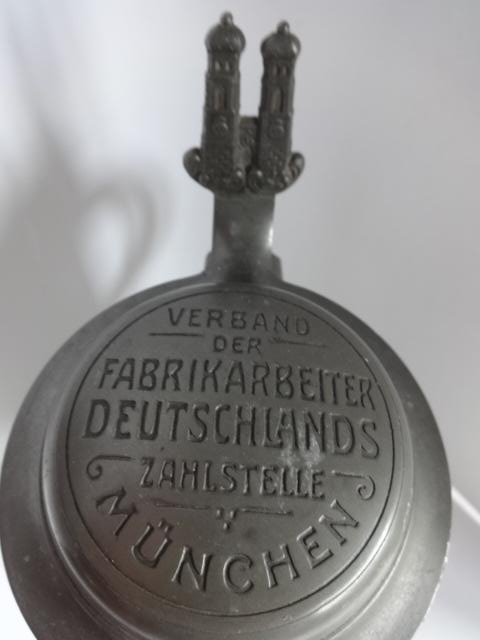 VERBAND
DER
FABRIKARBEITER
DEUTSCHLANDS
ZAHLSTELLE
MÜNCHEN